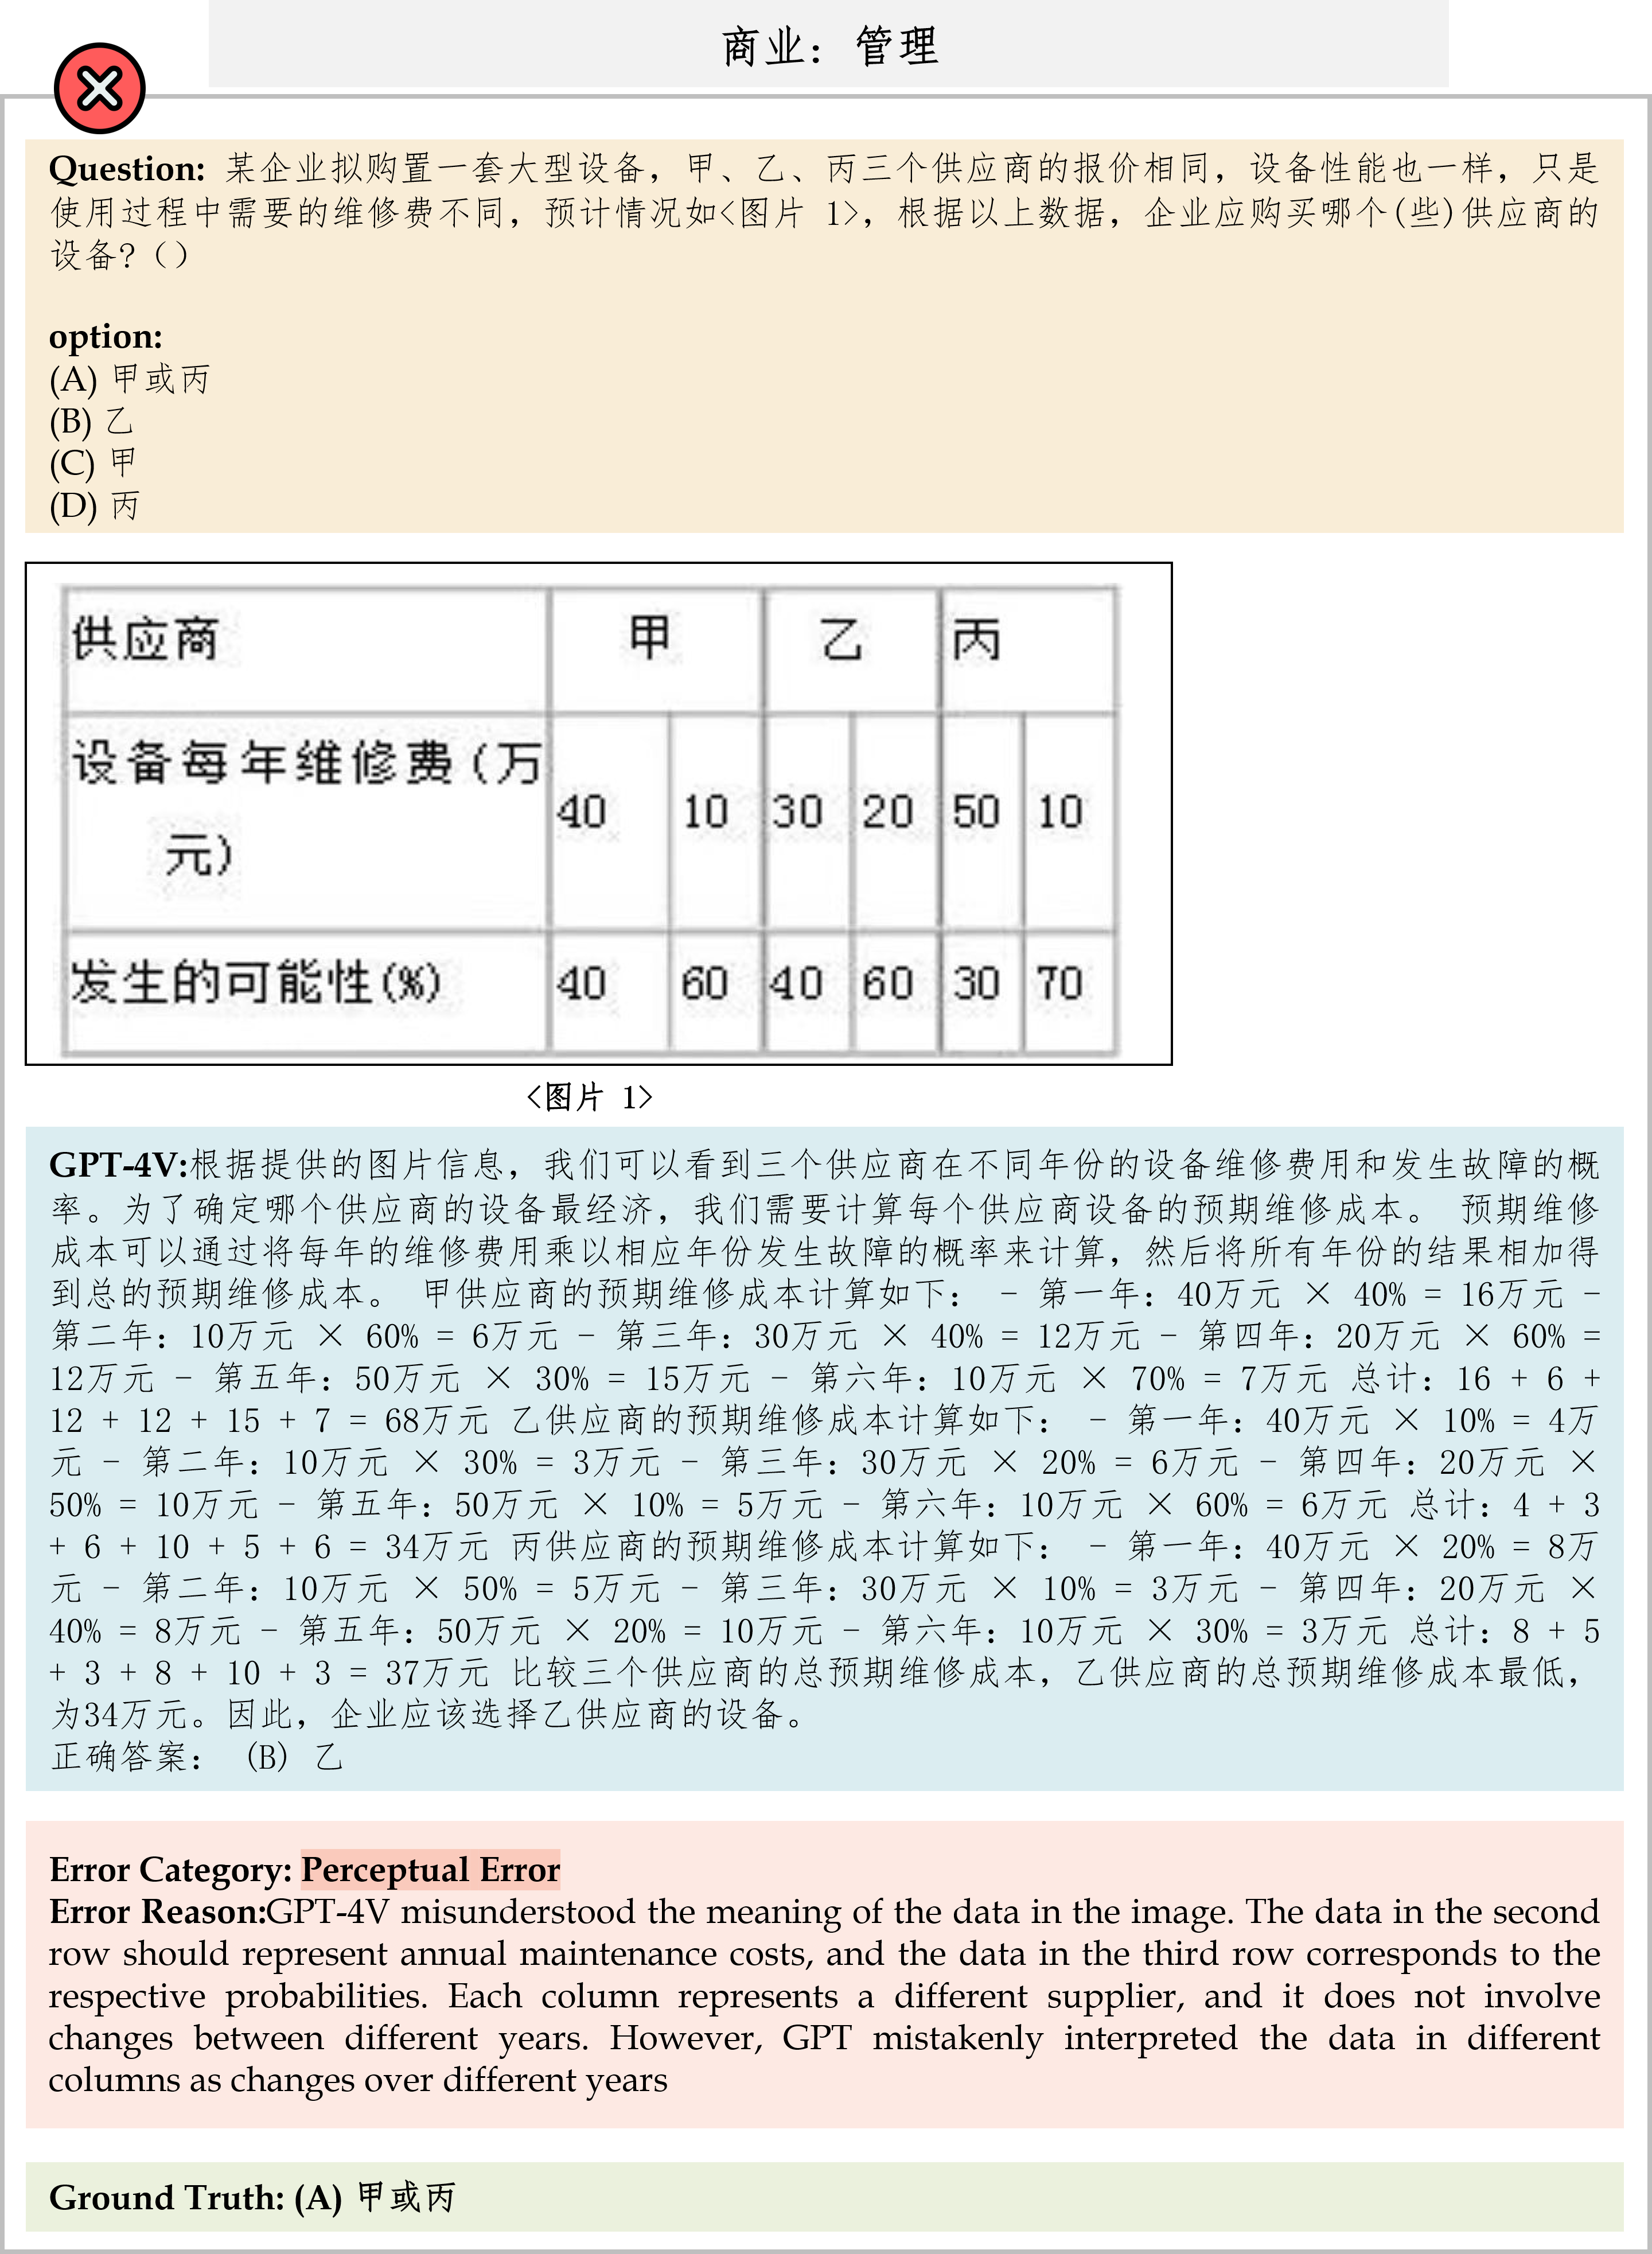 商业：管理
Question: 某企业拟购置一套大型设备，甲、乙、丙三个供应商的报价相同，设备性能也一样，只是
使用过程中需要的维修费不同，预计情况如<图片 1>，根据以上数据，企业应购买哪个(些)供应商的
设备?（）
option:
(A) 甲或丙
(B) 乙
(C) 甲
(D) 丙
供应商 甲 乙 丙
设备每年维修费(万
元) 40 10 30 20 50 10
发生的可能性(%) 40 60 40 60 30 70
<图片 1>
GPT-4V:根据提供的图片信息，我们可以看到三个供应商在不同年份的设备维修费用和发生故障的概
率。为了确定哪个供应商的设备最经济，我们需要计算每个供应商设备的预期维修成本。 预期维修
成本可以通过将每年的维修费用乘以相应年份发生故障的概率来计算，然后将所有年份的结果相加得
到总的预期维修成本。 甲供应商的预期维修成本计算如下： - 第一年：40万元 × 40% = 16万元 -
第二年：10万元 × 60% = 6万元 - 第三年：30万元 × 40% = 12万元 - 第四年：20万元 × 60% =
12万元 - 第五年：50万元 × 30% = 15万元 - 第六年：10万元 × 70% = 7万元 总计：16 + 6 +
12 + 12 + 15 + 7 = 68万元 乙供应商的预期维修成本计算如下： - 第一年：40万元 × 10% = 4万
元 - 第二年：10万元 × 30% = 3万元 - 第三年：30万元 × 20% = 6万元 - 第四年：20万元 ×
50% = 10万元 - 第五年：50万元 × 10% = 5万元 - 第六年：10万元 × 60% = 6万元 总计：4 + 3
+ 6 + 10 + 5 + 6 = 34万元 丙供应商的预期维修成本计算如下： - 第一年：40万元 × 20% = 8万
元 - 第二年：10万元 × 50% = 5万元 - 第三年：30万元 × 10% = 3万元 - 第四年：20万元 ×
40% = 8万元 - 第五年：50万元 × 20% = 10万元 - 第六年：10万元 × 30% = 3万元 总计：8 + 5
+ 3 + 8 + 10 + 3 = 37万元 比较三个供应商的总预期维修成本，乙供应商的总预期维修成本最低，
为34万元。因此，企业应该选择乙供应商的设备。
正确答案： (B) 乙
Error Category: Perceptual Error
Error Reason:GPT-4V misunderstood the meaning of the data in the image. The data in the second
row should represent annual maintenance costs, and the data in the third row corresponds to the
respective probabilities. Each column represents a different supplier, and it does not involve
changes between different years. However, GPT mistakenly interpreted the data in different
columns as changes over different years
Ground Truth: (A) 甲或丙